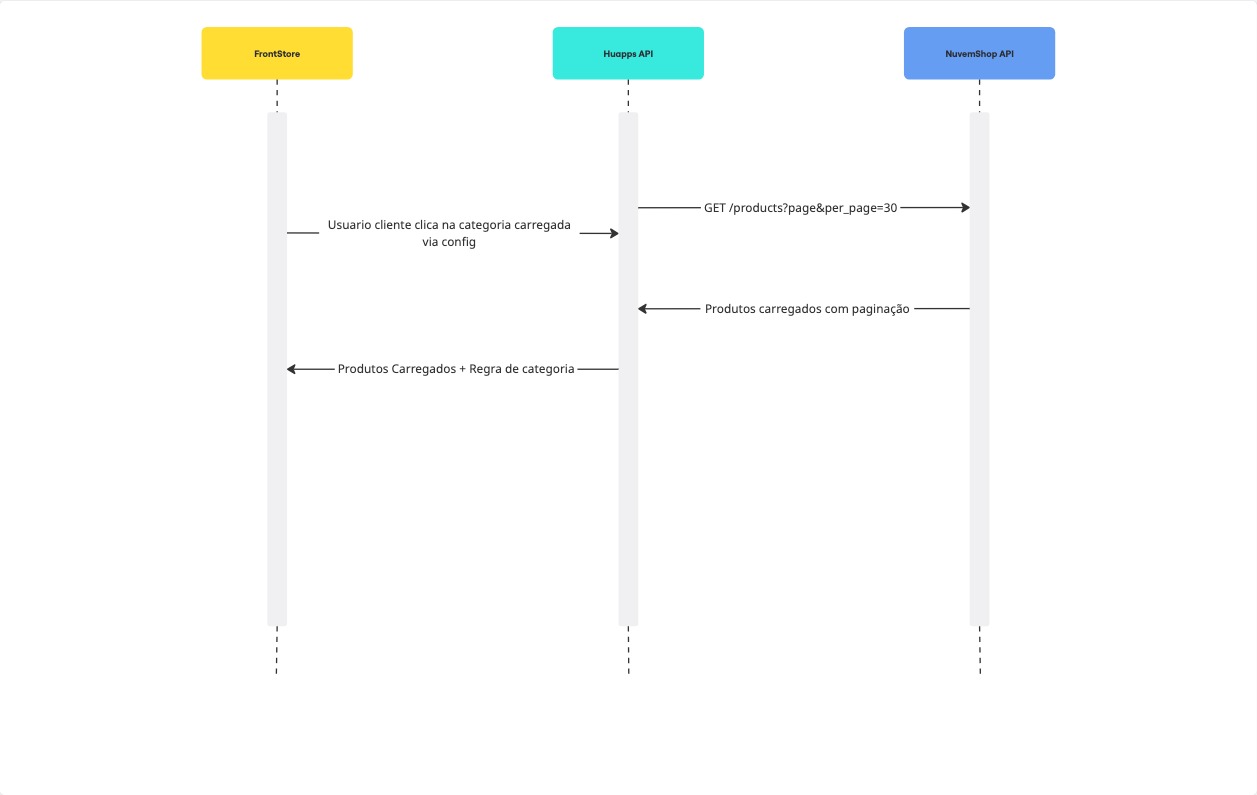 FrontStore
Huapps API
NuvemShop API
GET /products?page&per_page=30
Usuario cliente clica na categoria carregada
via config
Produtos carregados com paginação
Produtos Carregados + Regra de categoria